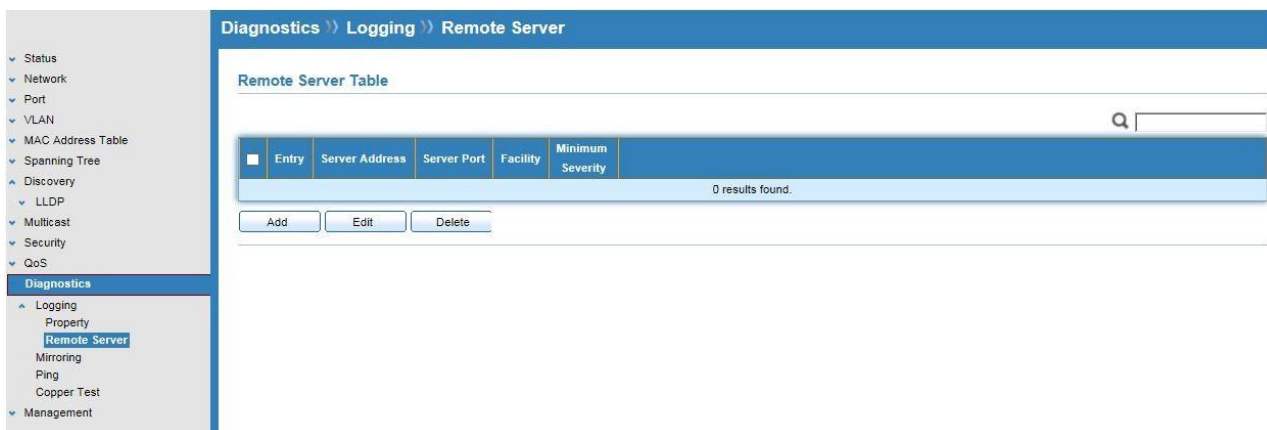 Diagnostics 》 Logging 》 Remote Server
Status
Network
Port
VLAN
MAC Address Table
Spanning Tree
Discovery
LLDP
Multicast
Security
QoS
Diagnostics
Logging
Property
Remote Server
Mirroring
Ping
Copper Test
Management
Remote Server Table
Entry Server Address Server Port Facility Minimum Severity
0 results found.
Add Edit Delete